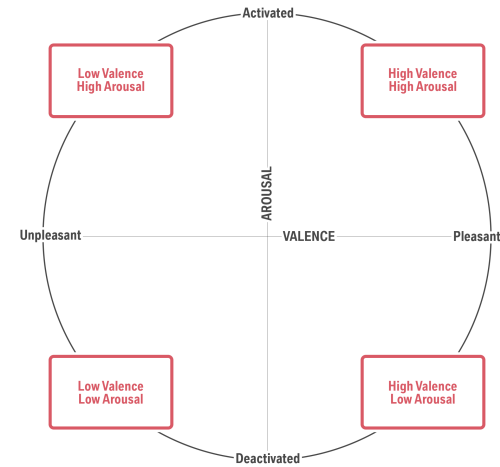 Activated
Low Valence
High Arousal
High Valence
High Arousal
AROUSAL
Unpleasant
VALENCE
Pleasant
Low Valence
Low Arousal
High Valence
Low Arousal
Deactivated